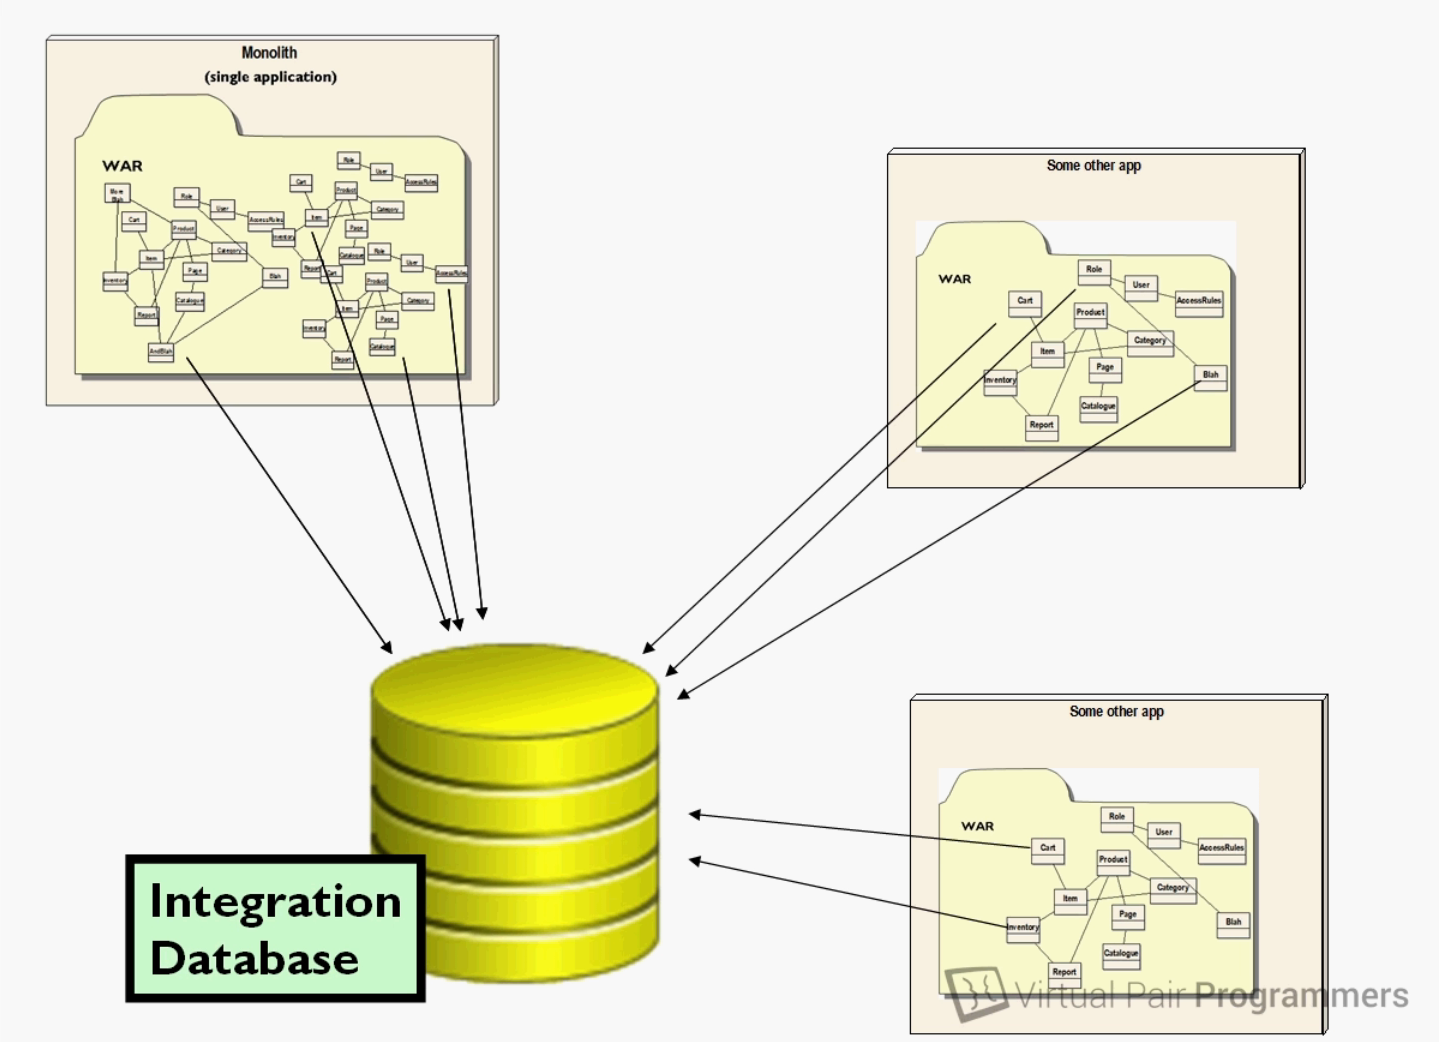 Monolith
(single application)
WAR
More
Blah
Role
User
AccessRules
Cart
Product
Item
Category
Inventory
Page
Catalogue
Report
Blah
AndBlah
Role
User
AccessRules
Cart
Product
Item
Category
Inventory
Page
Catalogue
Report
Role
User
AccessRules
Cart
Product
Item
Category
Inventory
Page
Catalogue
Report
Some other app
WAR
Role
User
AccessRules
Cart
Product
Category
Item
Page
Blah
Inventory
Catalogue
Report
Integration
Database
Some other app
WAR
Role
User
AccessRules
Cart
Product
Category
Item
Page
Blah
Inventory
Catalogue
Report
Virtual Pair Programmers